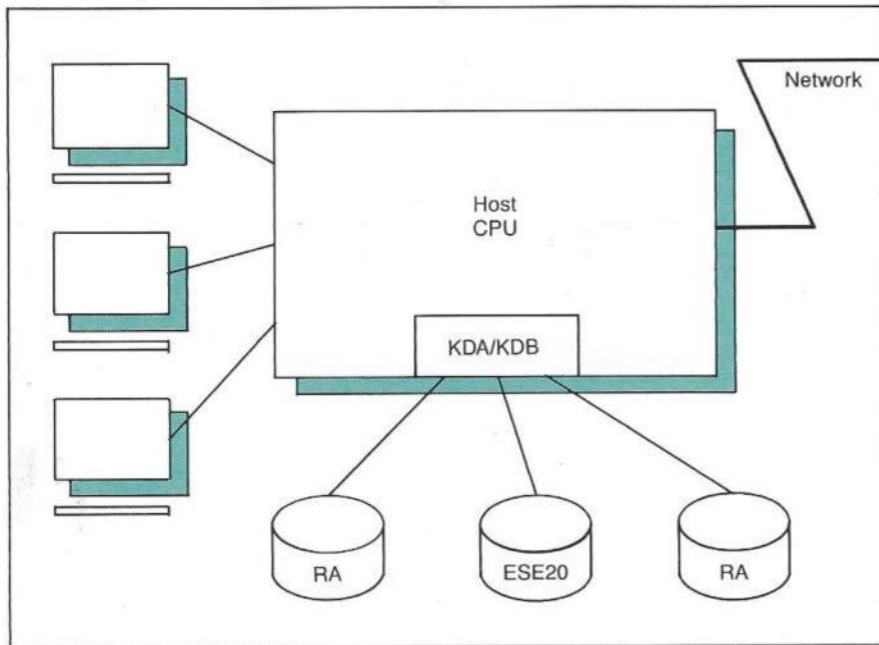 Network
Host
CPU
KDA/KDB
RA
ESE20
RA